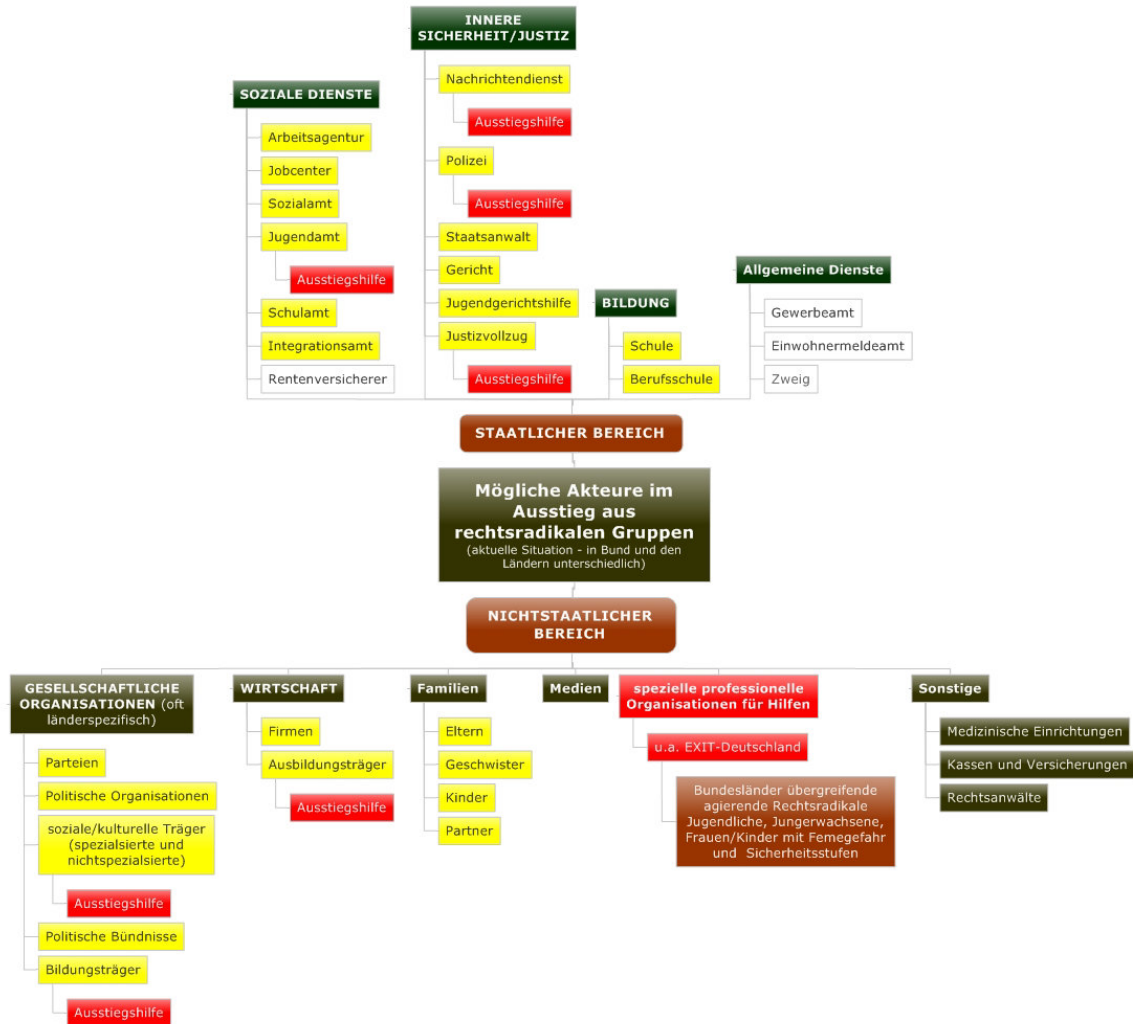 INNERE
SICHERHEIT/JUSTIZ
Nachrichtendienst
Ausstiegshilfe
Polizei
Ausstiegshilfe
Staatsanwalt
Gericht
Jugendgerichtshilfe
Justizvollzug
Ausstiegshilfe
SOZIALE DIENSTE
Arbeitsagentur
Jobcenter
Sozialamt
Jugendamt
Ausstiegshilfe
Schulamt
Integrationsamt
Rentenversicherer
BILDUNG
Schule
Berufsschule
Allgemeine Dienste
Gewerbeamt
Einwohnermeldeamt
Zweig
STAATLICHER BEREICH
Mögliche Akteure im
Ausstieg aus
rechtsradikalen Gruppen
(aktuelle Situation - in Bund und den
Ländern unterschiedlich)
NICHTSTAATLICHER
BEREICH
GESELLSCHAFTLICHE
ORGANISATIONEN (oft
länderspezifisch)
Parteien
Politische Organisationen
soziale/kulturelle Träger
(spezialsierte und
nichtspezialsierte)
Ausstiegshilfe
Politische Bündnisse
Bildungsträger
Ausstiegshilfe
WIRTSCHAFT
Firmen
Ausbildungsträger
Ausstiegshilfe
Familien
Eltern
Geschwister
Kinder
Partner
Medien
spezielle professionelle
Organisationen für Hilfen
u.a. EXIT-Deutschland
Bundesländer übergreifende
agierende Rechtsradikale
Jugendliche, Jungerwachsene,
Frauen/Kinder mit Femegefahr
und Sicherheitsstufen
Sonstige
Medizinische Einrichtungen
Kassen und Versicherungen
Rechtsanwälte